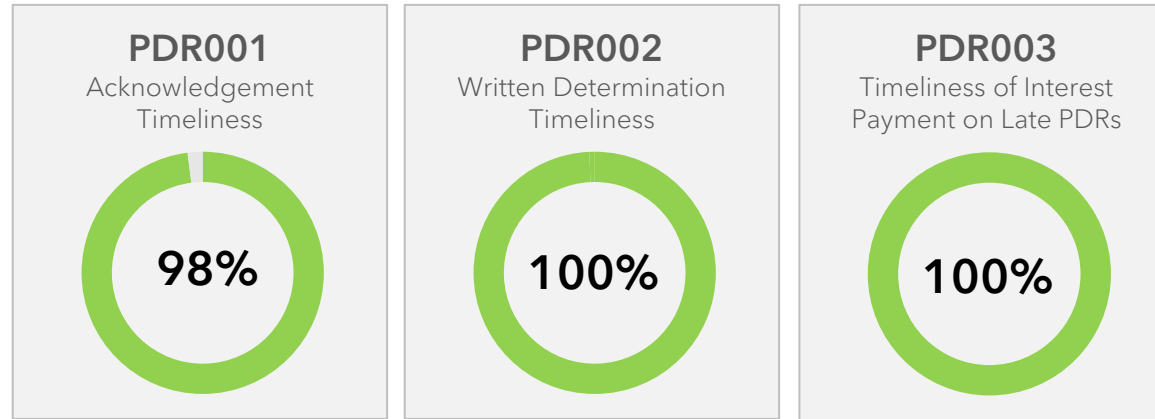 PDR001
Acknowledgement
Timeliness
98%
PDR002
Written Determination
Timeliness
100%
PDR003
Timeliness of Interest
Payment on Late PDRs
100%